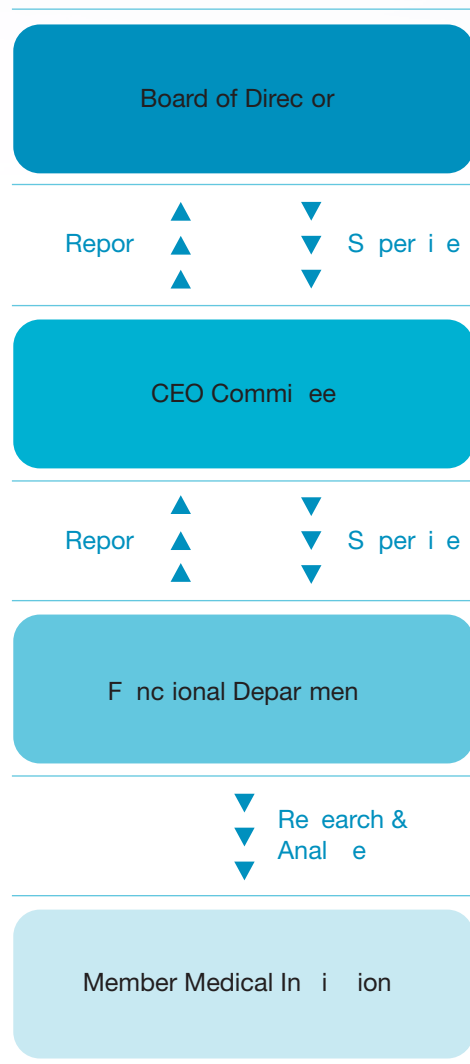 Board of Direc or
Repor
S per i e
CEO Commi ee
Repor
S per i e
F nc ional Depar men
Re earch &
Anal e
Member Medical In i ion